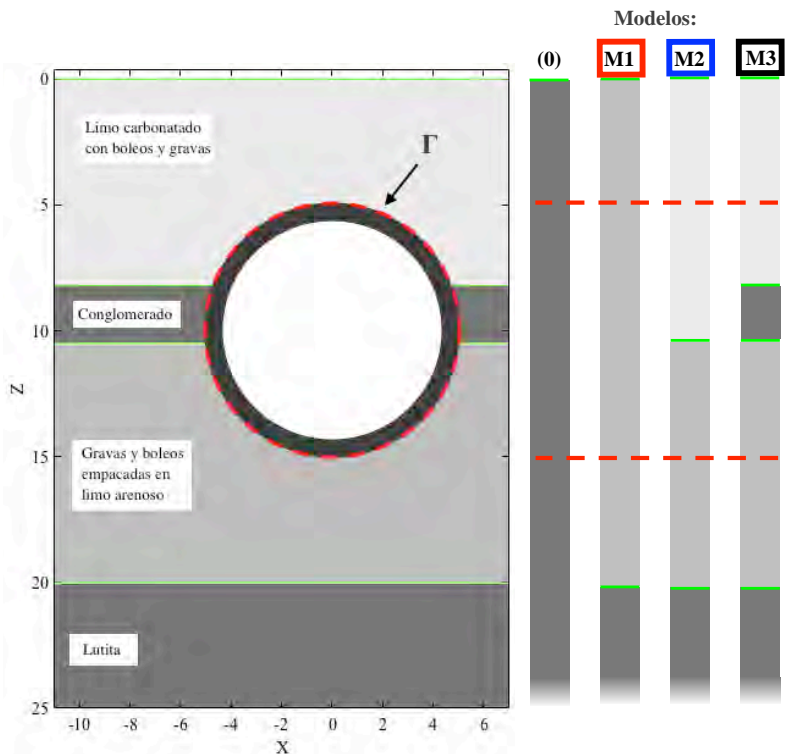 Modelos:
(0)
M1
M2
M3
0
5
10
15
20
25
Z
-10
-8
-6
-4
-2
0
2
4
6
X
Limo carbonatado
con boleos y gravas
Γ
Conglomerado
Gravas y boleos
empacadas en
limo arenoso
Lutita